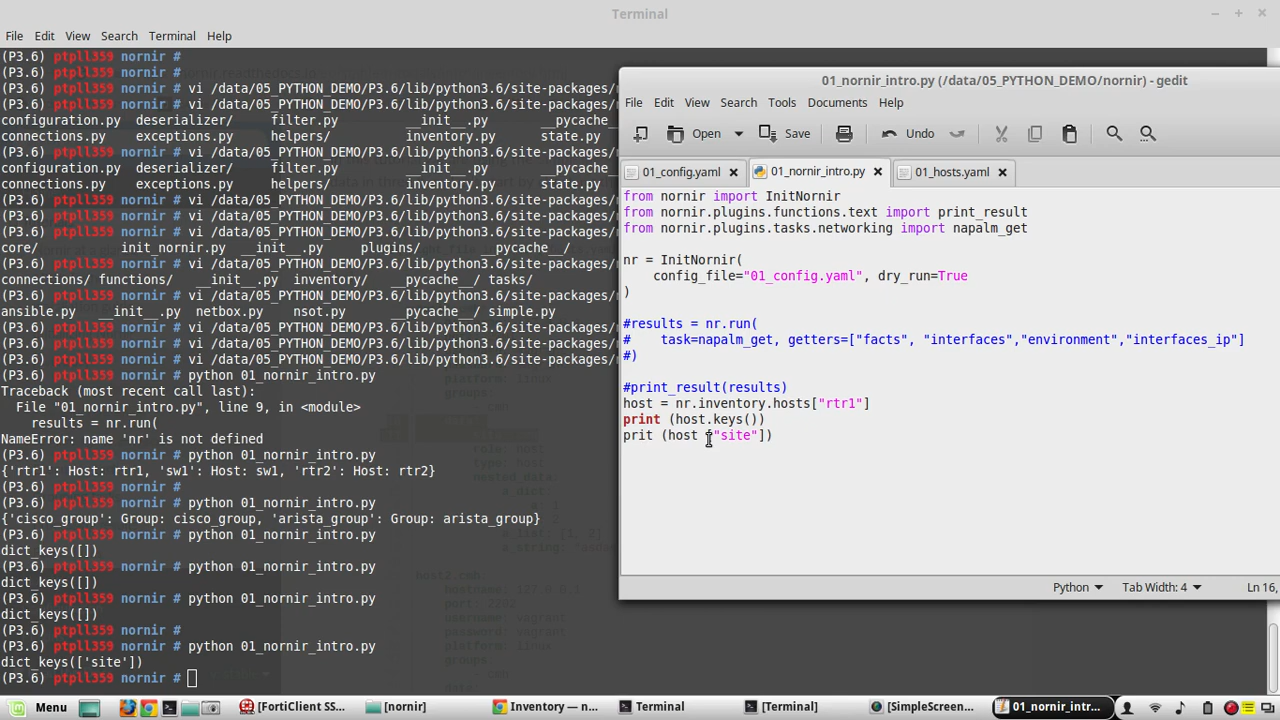 Terminal
File Edit View Search Terminal Help
(P3.6) ptpll359 nornir #
(P3.6) ptpll359 nornir #
(P3.6) ptpll359 nornir # vi /data/05_PYTHON_DEMO/P3.6/lib/python3.6/site-packages/
configuration.py deserializer/ filter.py __init__.py
connections.py exceptions.py helpers/ inventory.py state.py
(P3.6) ptpll359 nornir # vi /data/05_PYTHON_DEMO/P3.6/lib/python3.6/site-packages/
configuration.py deserializer/ filter.py __init__.py
connections.py exceptions.py helpers/ inventory.py state.py
(P3.6) ptpll359 nornir # vi /data/05_PYTHON_DEMO/P3.6/lib/python3.6/site-packages/
(P3.6) ptpll359 nornir # vi /data/05_PYTHON_DEMO/P3.6/lib/python3.6/site-packages/
(P3.6) ptpll359 nornir # vi /data/05_PYTHON_DEMO/P3.6/lib/python3.6/site-packages/
core/ init_nornir.py __init__.py plugins/ __pycache__/
(P3.6) ptpll359 nornir # vi /data/05_PYTHON_DEMO/P3.6/lib/python3.6/site-packages/
connections/ functions/ __init__.py inventory/ __pycache__/ tasks/
(P3.6) ptpll359 nornir # vi /data/05_PYTHON_DEMO/P3.6/lib/python3.6/site-packages/
ansible.py __init__.py netbox.py nsot.py __pycache__/ simple.py
(P3.6) ptpll359 nornir # vi /data/05_PYTHON_DEMO/P3.6/lib/python3.6/site-packages/
(P3.6) ptpll359 nornir # vi /data/05_PYTHON_DEMO/P3.6/lib/python3.6/site-packages/
(P3.6) ptpll359 nornir # vi /data/05_PYTHON_DEMO/P3.6/lib/python3.6/site-packages/
(P3.6) ptpll359 nornir # python 01_nornir_intro.py
Traceback (most recent call last):
File "01_nornir_intro.py", line 9, in <module>
results = nr.run(
NameError: name 'nr' is not defined
(P3.6) ptpll359 nornir # python 01_nornir_intro.py
{'rtr1': Host: rtr1, 'sw1': Host: sw1, 'rtr2': Host: rtr2}
(P3.6) ptpll359 nornir #
(P3.6) ptpll359 nornir # python 01_nornir_intro.py
{'cisco_group': Group: cisco_group, 'arista_group': Group: arista_group}
(P3.6) ptpll359 nornir # python 01_nornir_intro.py
dict_keys([])
(P3.6) ptpll359 nornir # python 01_nornir_intro.py
dict_keys([])
(P3.6) ptpll359 nornir # python 01_nornir_intro.py
dict_keys([])
(P3.6) ptpll359 nornir #
(P3.6) ptpll359 nornir # python 01_nornir_intro.py
dict_keys(['site'])
(P3.6) ptpll359 nornir #
01_nornir_intro.py (/data/05_PYTHON_DEMO/nornir) - gedit
File Edit View Search Tools Documents Help
Open Save Undo
01_config.yaml 01_nornir_intro.py 01_hosts.yaml
from nornir import InitNornir
from nornir.plugins.functions.text import print_result
from nornir.plugins.tasks.networking import napalm_get
nr = InitNornir(
config_file="01_config.yaml", dry_run=True
)
#results = nr.run(
# task=napalm_get, getters=["facts", "interfaces","environment","interfaces_ip"]
#)
#print_result(results)
host = nr.inventory.hosts["rtr1"]
print (host.keys())
prit (host ["site"])
Python Tab Width: 4 Ln 16,
Menu [FortiClient SS... [nornir] Inventory — n... Terminal [Terminal] [SimpleScreen... 01_nornir_intr...